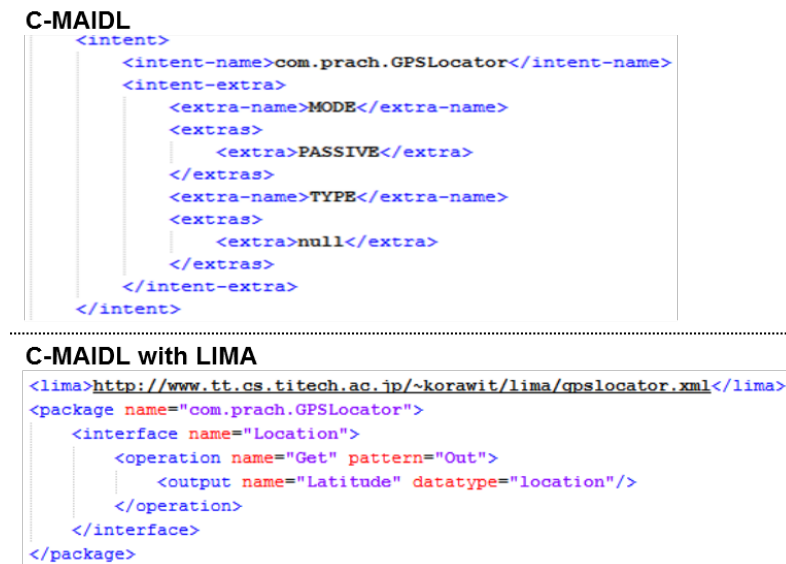 C-MAIDL
<intent>
<intent-name>com.prach.GPSLocator</intent-name>
<intent-extra>
<extra-name>MODE</extra-name>
<extras>
<extra>PASSIVE</extra>
</extras>
<extra-name>TYPE</extra-name>
<extras>
<extra>null</extra>
</extras>
</intent-extra>
</intent>
C-MAIDL with LIMA
<lima>http://www.tt.cs.titech.ac.jp/~korawit/lima/gpslocator.xml</lima>
<package name="com.prach.GPSLocator">
<interface name="Location">
<operation name="Get" pattern="Out">
<output name="Latitude" datatype="location"/>
</operation>
</interface>
</package>